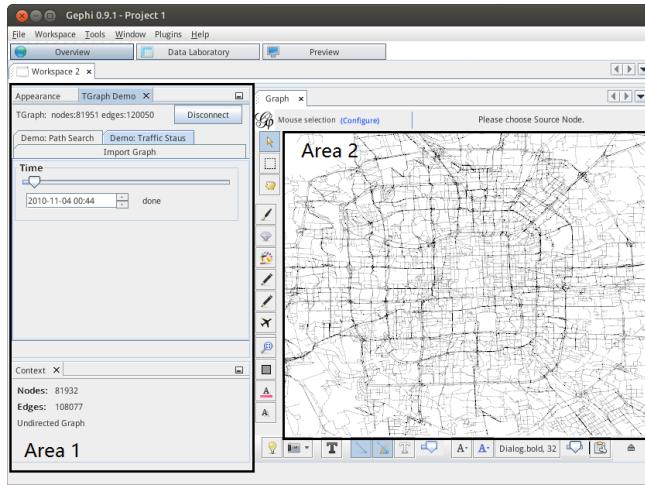 Gephi 0.9.1 - Project 1
File Workspace Tools Window Plugins Help
Overview Data Laboratory Preview
Workspace 2 ×
Appearance TGraph Demo ×
TGraph: nodes:81951 edges:120050 Disconnect
Demo: Path Search Demo: Traffic Staus
Import Graph
Time
2010-11-04 00:44 done
Context ×
Nodes: 81932
Edges: 108077
Undirected Graph
Area 1
Graph ×
Mouse selection (Configure) Please choose Source Node.
Area 2
A
A
T T A- A- Dialog.bold, 32